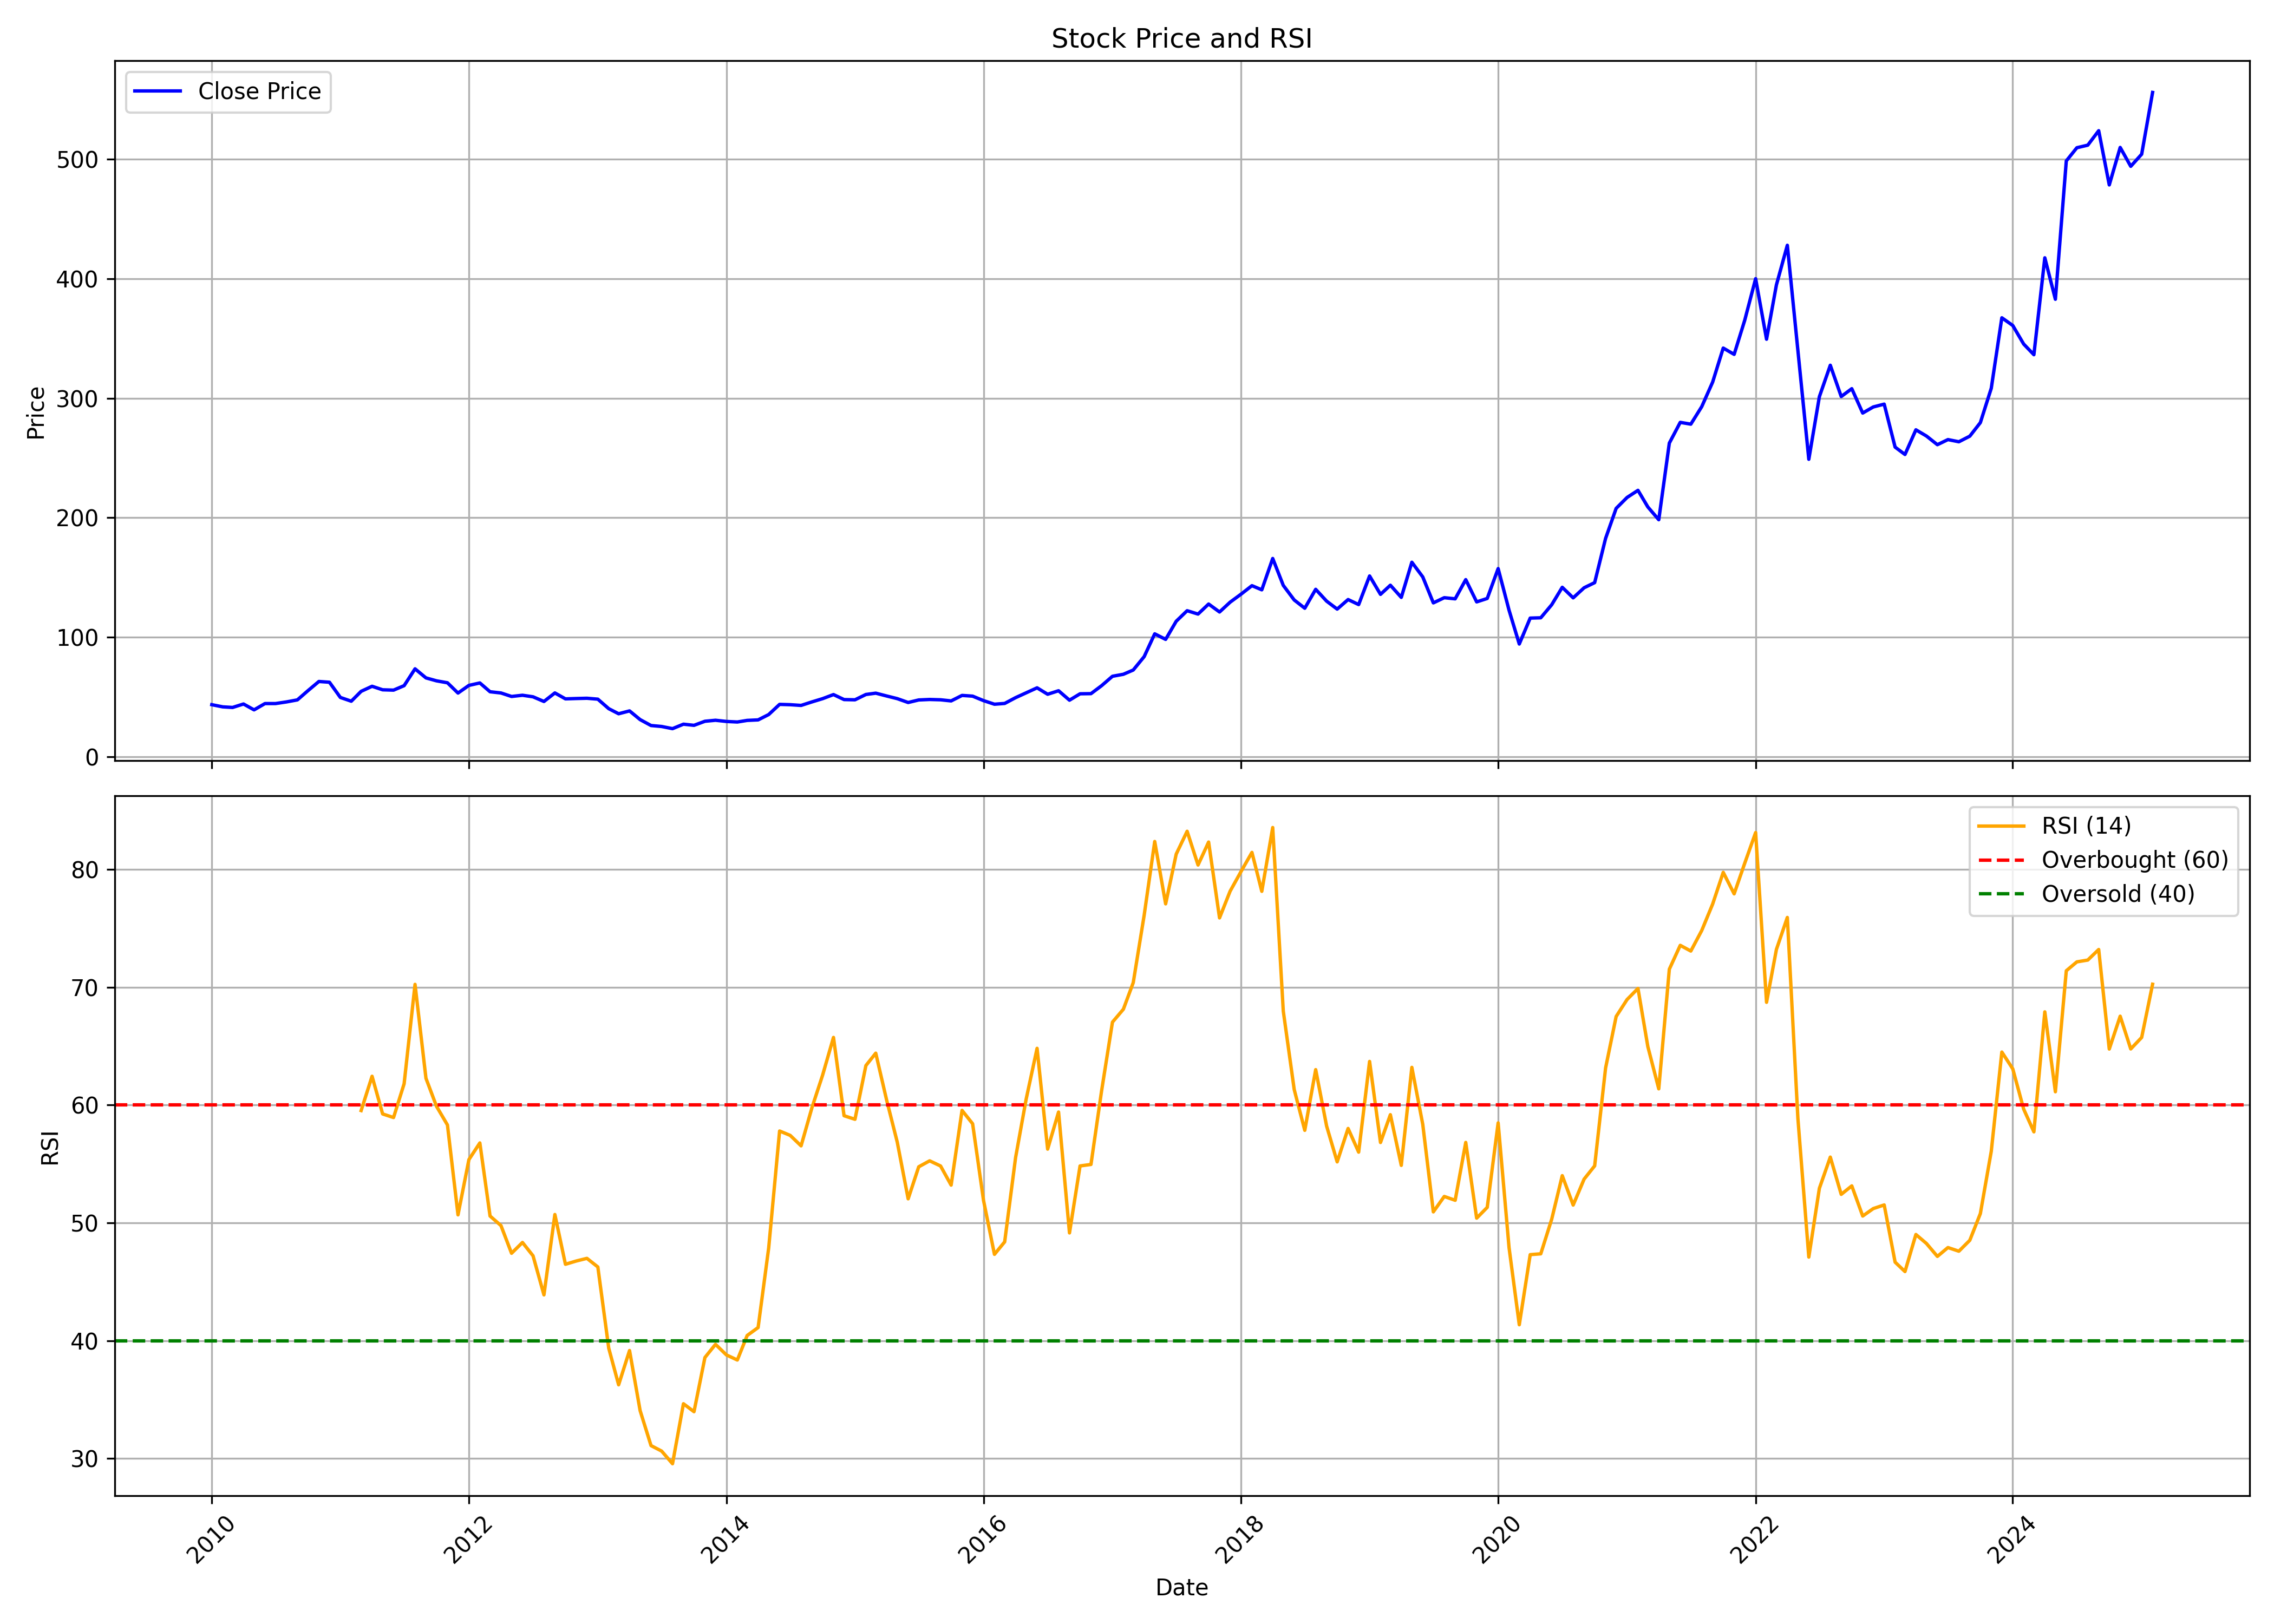 Stock Price and RSI
Close Price
Price
500
400
300
200
100
0
RSI (14)
Overbought (60)
Oversold (40)
RSI
80
70
60
50
40
30
2010
2012
2014
2016
2018
2020
2022
2024
Date